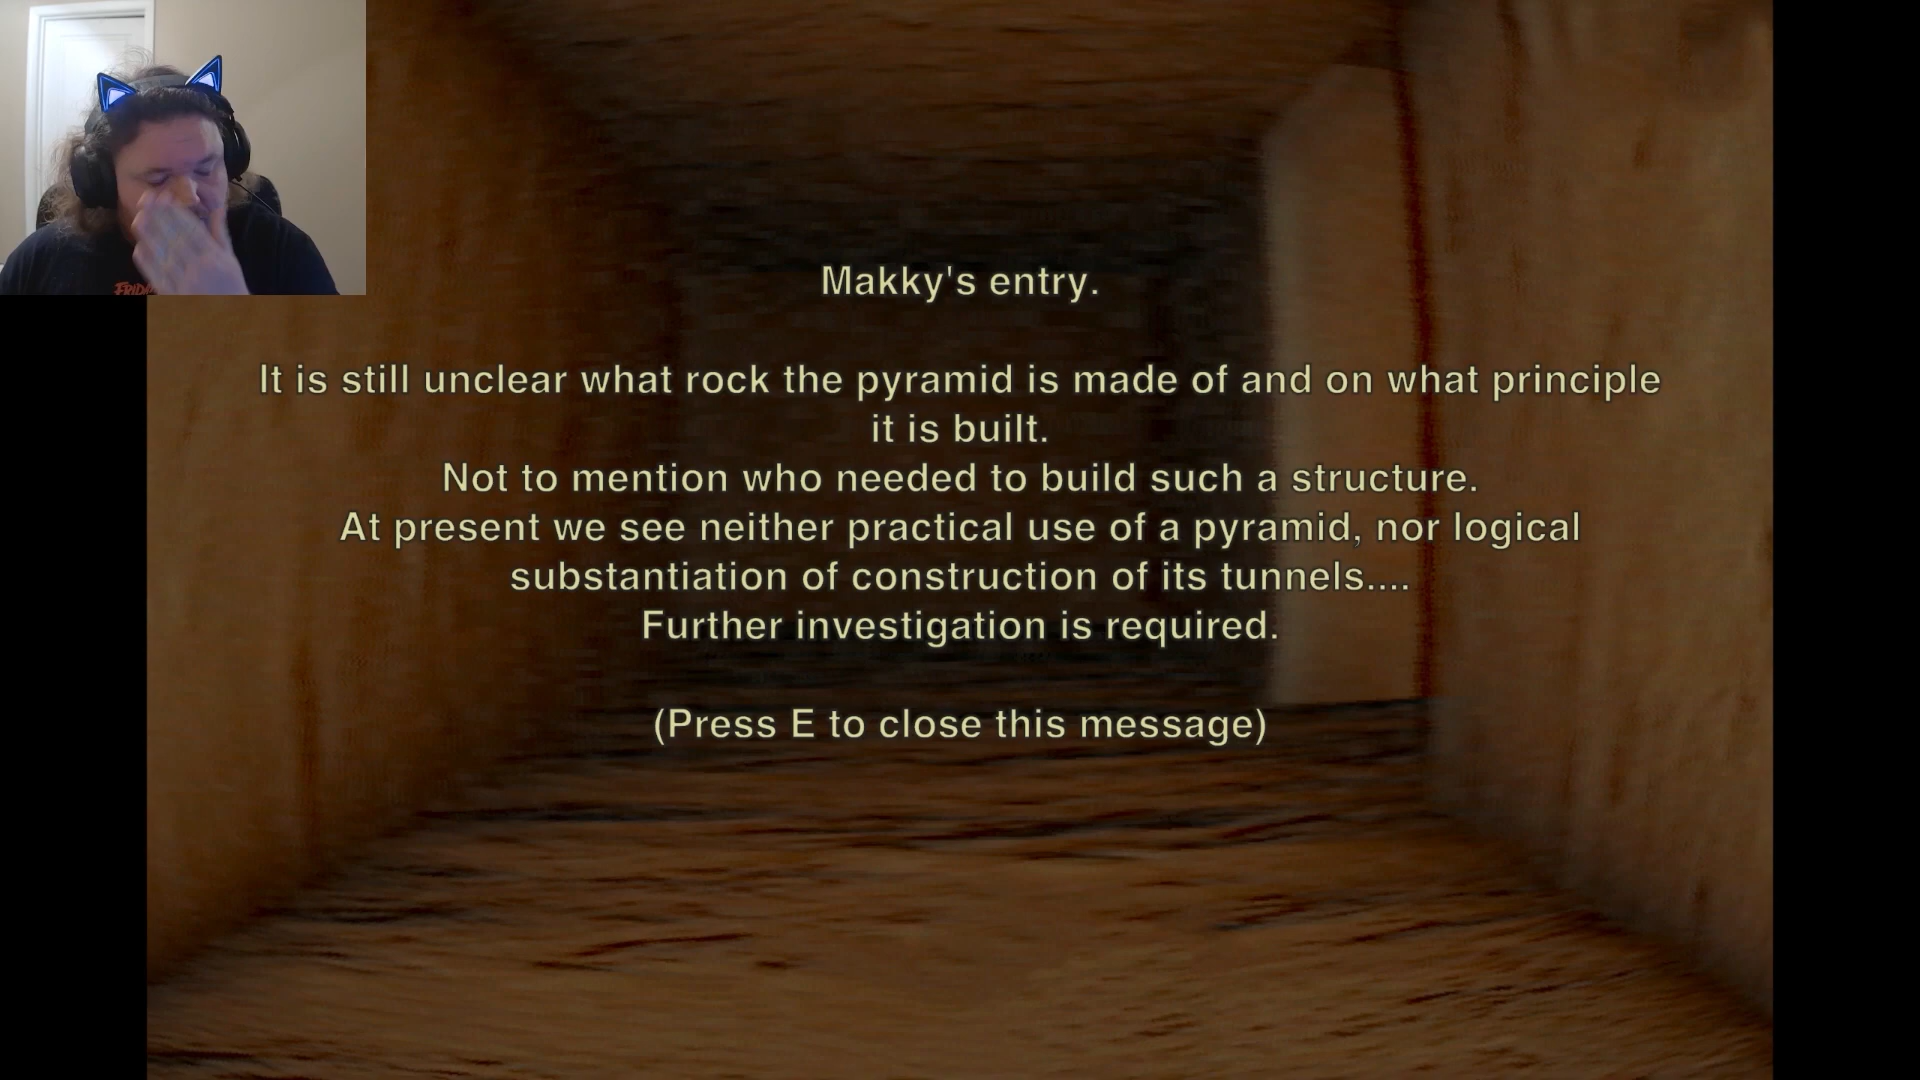 Makky's entry.
It is still unclear what rock the pyramid is made of and on what principle
it is built.
Not to mention who needed to build such a structure.
At present we see neither practical use of a pyramid, nor logical
substantiation of construction of its tunnels....
Further investigation is required.
(Press E to close this message)